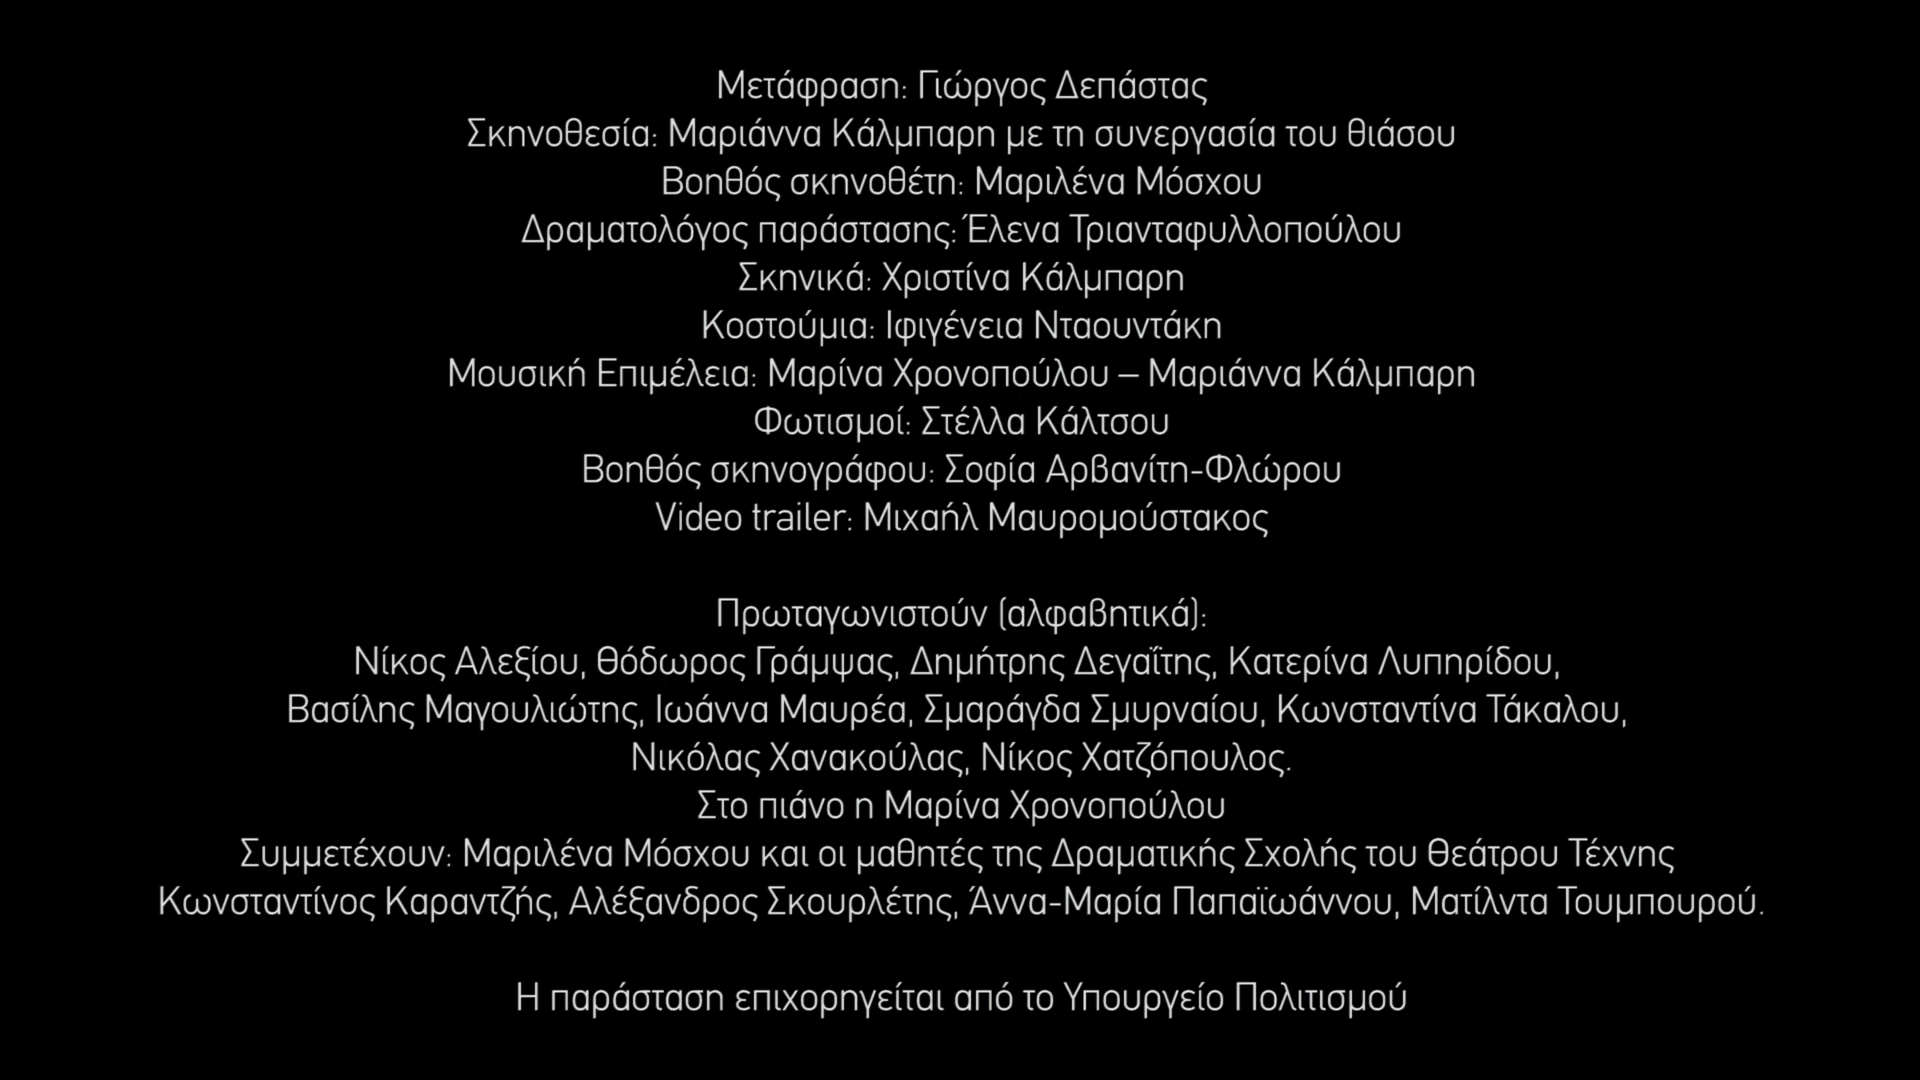 Μετάφραση: Γιώργος Δεπάστας
Σκηνοθεσία: Μαριάννα Κάλμπαρη με τη συνεργασία του θιάσου
Βοηθός σκηνοθέτη: Μαριλένα Μόσχου
Δραματολόγος παράστασης: Έλενα Τριανταφυλλοπούλου
Σκηνικά: Χριστίνα Κάλμπαρη
Κοστούμια: Ιφιγένεια Νταουντάκη
Μουσική Επιμέλεια: Μαρίνα Χρονοπούλου – Μαριάννα Κάλμπαρη
Φωτισμοί: Στέλλα Κάλτσου
Βοηθός σκηνογράφου: Σοφία Αρβανίτη-Φλώρου
Video trailer: Μιχαήλ Μαυρομούστακος
Πρωταγωνιστούν (αλφαβητικά):
Νίκος Αλεξίου, Θόδωρος Γράμψας, Δημήτρης Δεγαΐτης, Κατερίνα Λυπηρίδου,
Βασίλης Μαγουλιώτης, Ιωάννα Μαυρέα, Σμαράγδα Σμυρναίου, Κωνσταντίνα Τάκαλου,
Νικόλας Χανακούλας, Νίκος Χατζόπουλος.
Στο πιάνο η Μαρίνα Χρονοπούλου
Συμμετέχουν: Μαριλένα Μόσχου και οι μαθητές της Δραματικής Σχολής του Θεάτρου Τέχνης
Κωνσταντίνος Καραντζής, Αλέξανδρος Σκουρλέτης, Άννα-Μαρία Παπαϊωάννου, Ματίλντα Τουμπουρού.
Η παράσταση επιχορηγείται από το Υπουργείο Πολιτισμού